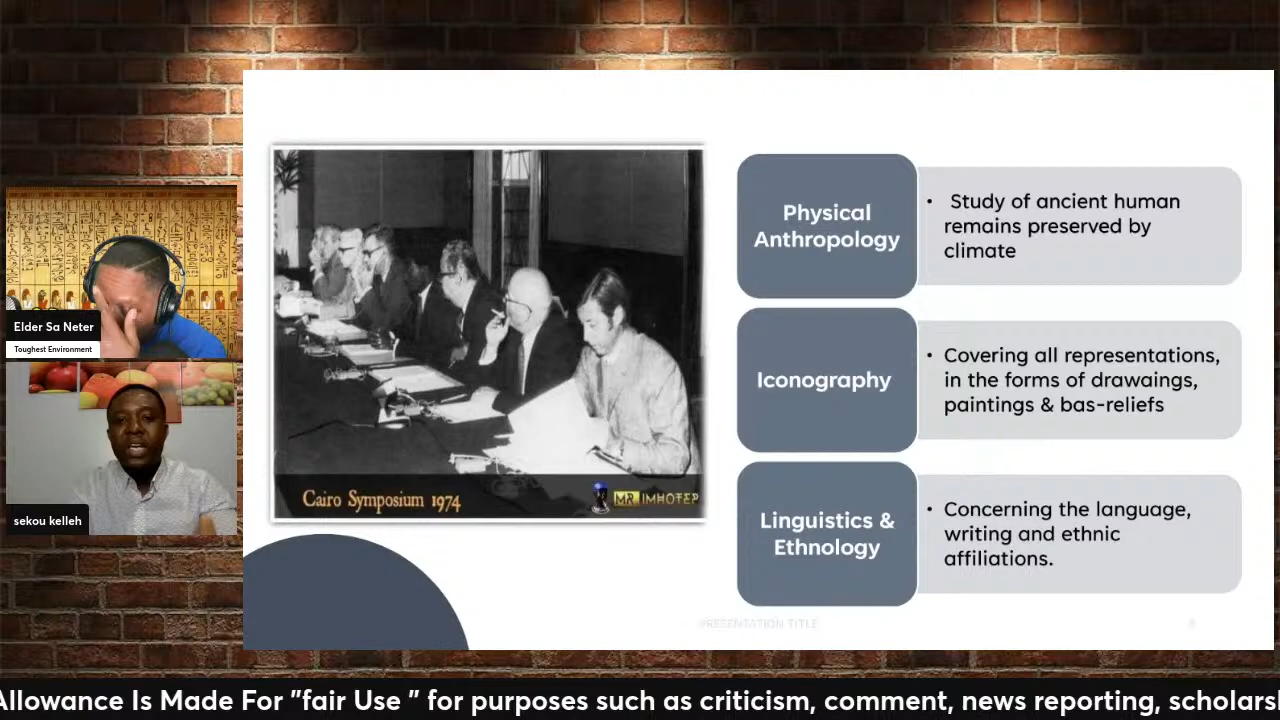 Elder Sa Neter
Toughest Environment
sekou kelleh
Cairo Symposium 1974
MR. IMHOTEP
Physical
Anthropology
• Study of ancient human
remains preserved by
climate
Iconography
• Covering all representations,
in the forms of drawaings,
paintings & bas-reliefs
Linguistics &
Ethnology
• Concerning the language,
writing and ethnic
affiliations.
PRESENTATION TITLE
Allowance Is Made For "fair Use " for purposes such as criticism, comment, news reporting, scholars